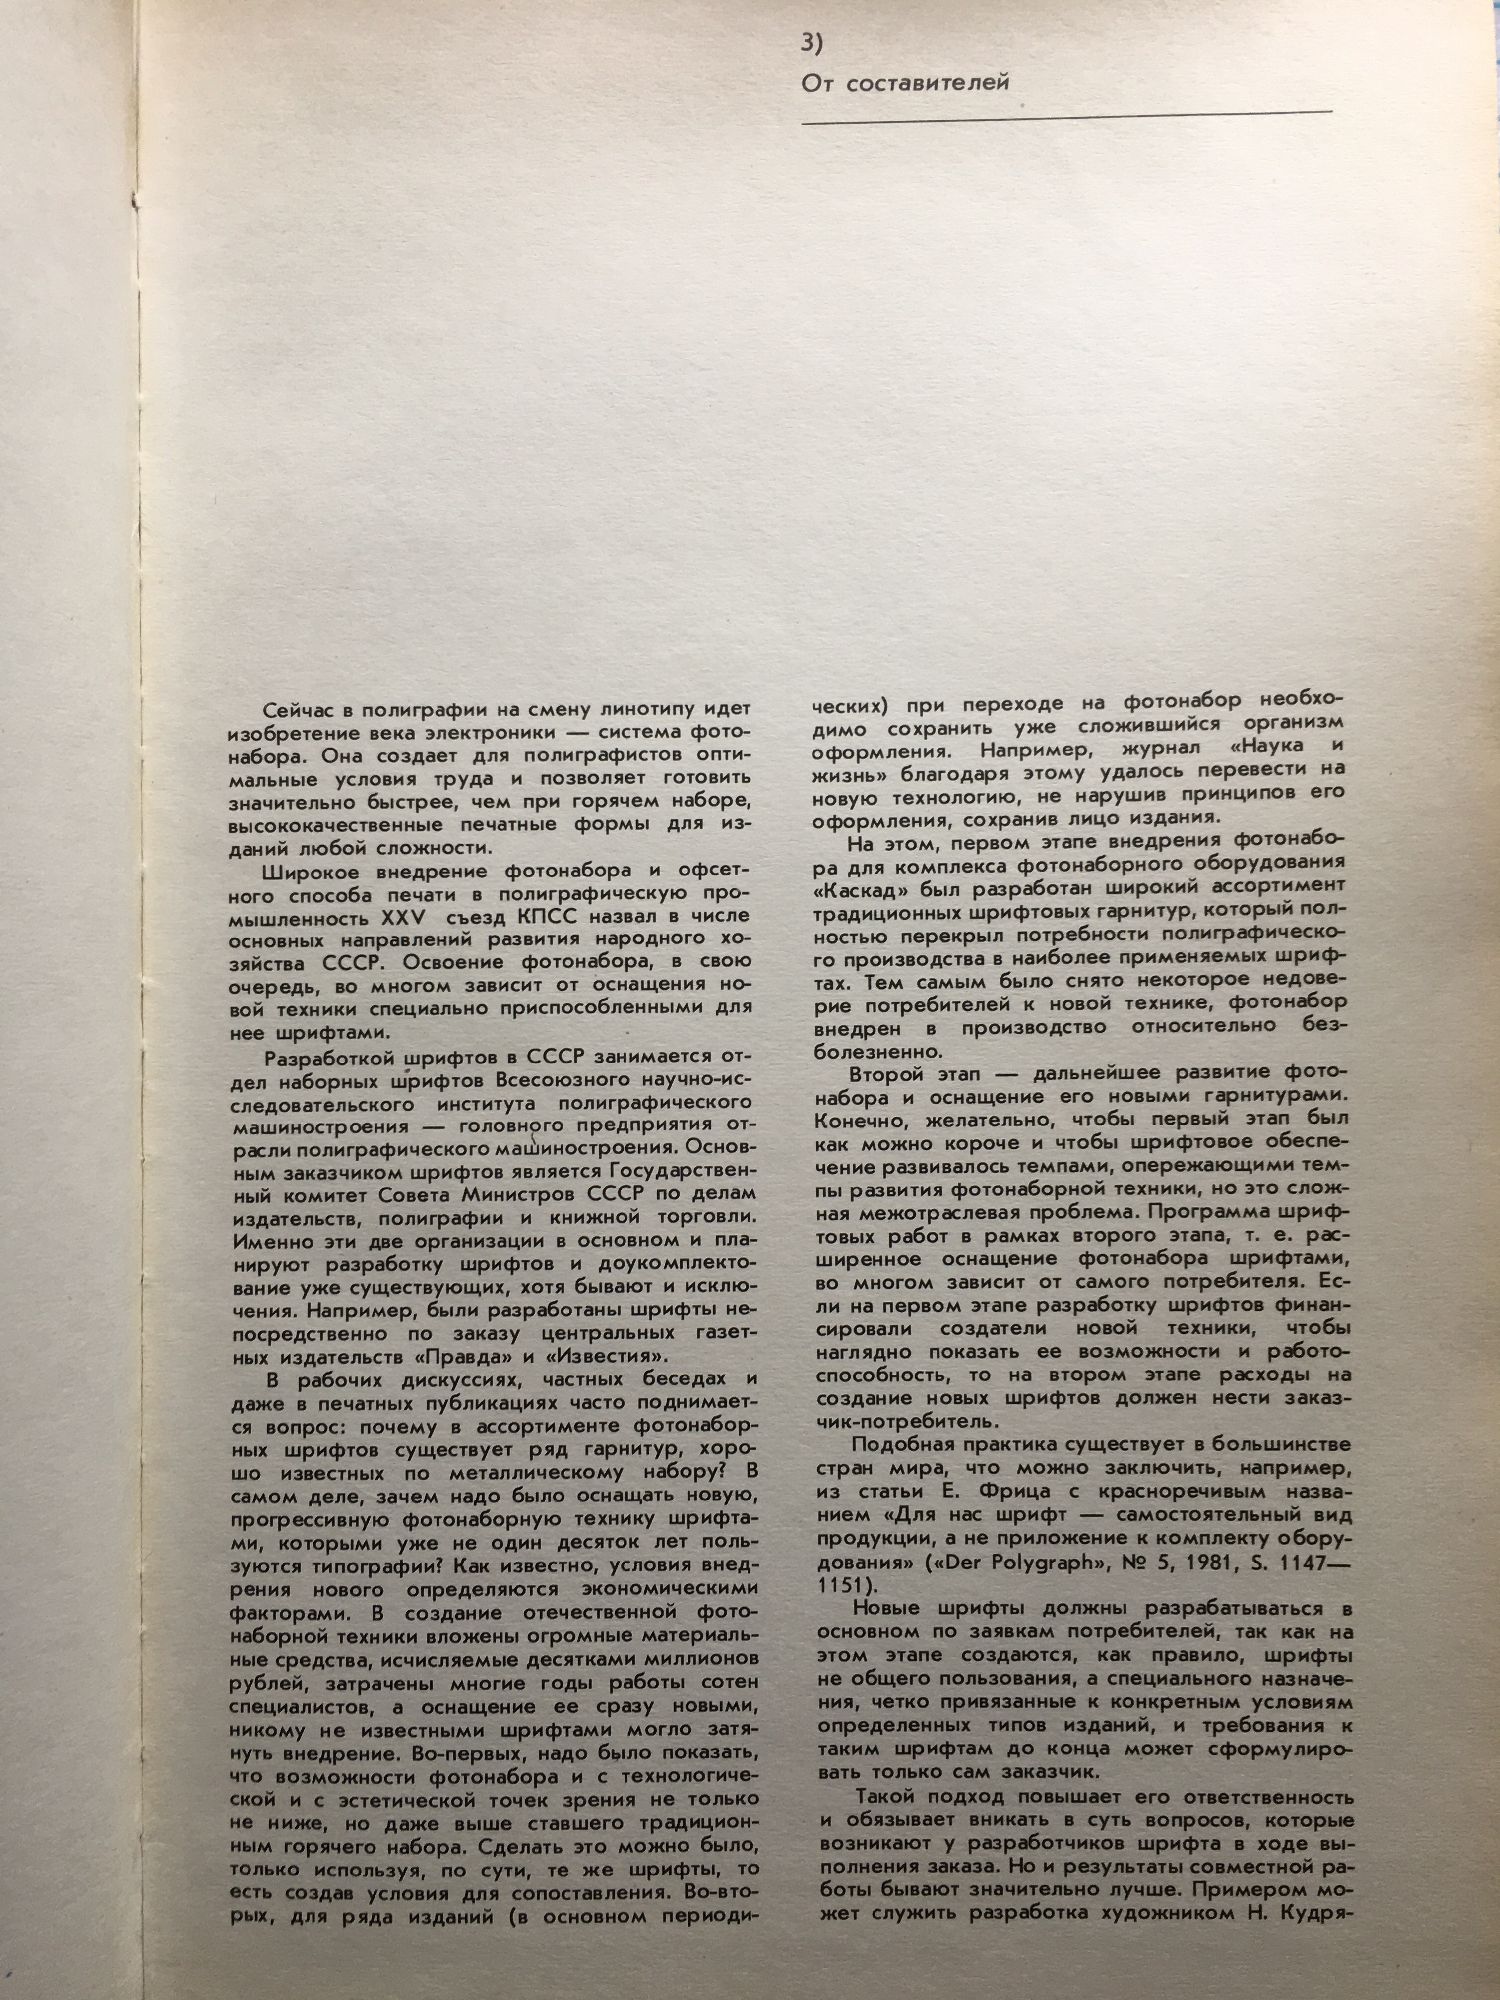 3)
От составителей
Сейчас в полиграфии на смену линотипу идет
изобретение века электроники — система фото-
набора. Она создает для полиграфистов опти-
мальные условия труда и позволяет готовить
значительно быстрее, чем при горячем наборе,
высококачественные печатные формы для из-
даний любой сложности.
Широкое внедрение фотонабора и офсет-
ного способа печати в полиграфическую про-
мышленность XXV съезд КПСС назвал в числе
основных направлений развития народного хо-
зяйства СССР. Освоение фотонабора, в свою
очередь, во многом зависит от оснащения но-
вой техники специально приспособленными для
нее шрифтами.
Разработкой шрифтов в СССР занимается от-
дел наборных шрифтов Всесоюзного научно-ис-
следовательского института полиграфического
машиностроения — головного предприятия от-
расли полиграфического машиностроения. Основ-
ным заказчиком шрифтов является Государствен-
ный комитет Совета Министров СССР по делам
издательств, полиграфии и книжной торговли.
Именно эти две организации в основном и пла-
нируют разработку шрифтов и доукомплекто-
вание уже существующих, хотя бывают и исклю-
чения. Например, были разработаны шрифты не-
посредственно по заказу центральных газет-
ных издательств «Правда» и «Известия».
В рабочих дискуссиях, частных беседах и
даже в печатных публикациях часто поднимает-
ся вопрос: почему в ассортименте фотонабор-
ных шрифтов существует ряд гарнитур, хоро-
шо известных по металлическому набору? В
самом деле, зачем надо было оснащать новую,
прогрессивную фотонаборную технику шрифта-
ми, которыми уже не один десяток лет поль-
зуются типографии? Как известно, условия внед-
рения нового определяются экономическими
факторами. В создание отечественной фото-
наборной техники вложены огромные материаль-
ные средства, исчисляемые десятками миллионов
рублей, затрачены многие годы работы сотен
специалистов, а оснащение ее сразу новыми,
никому не известными шрифтами могло затя-
нуть внедрение. Во-первых, надо было показать,
что возможности фотонабора и с технологиче-
ской и с эстетической точек зрения не только
не ниже, но даже выше ставшего традицион-
ным горячего набора. Сделать это можно было,
только используя, по сути, те же шрифты, то
есть создав условия для сопоставления. Во-вто-
рых, для ряда изданий (в основном периоди-
ческих) при переходе на фотонабор необхо-
димо сохранить уже сложившийся организм
оформления. Например, журнал «Наука и
жизнь» благодаря этому удалось перевести на
новую технологию, не нарушив принципов его
оформления, сохранив лицо издания.
На этом, первом этапе внедрения фотонабо-
ра для комплекса фотонаборного оборудования
«Каскад» был разработан широкий ассортимент
традиционных шрифтовых гарнитур, который пол-
ностью перекрыл потребности полиграфическо-
го производства в наиболее применяемых шриф-
тах. Тем самым было снято некоторое недове-
рие потребителей к новой технике, фотонабор
внедрен в производство относительно без-
болезненно.
Второй этап — дальнейшее развитие фото-
набора и оснащение его новыми гарнитурами.
Конечно, желательно, чтобы первый этап был
как можно короче и чтобы шрифтовое обеспе-
чение развивалось темпами, опережающими тем-
пы развития фотонаборной техники, но это слож-
ная межотраслевая проблема. Программа шриф-
товых работ в рамках второго этапа, т. е. рас-
ширенное оснащение фотонабора шрифтами,
во многом зависит от самого потребителя. Ес-
ли на первом этапе разработку шрифтов финан-
сировали создатели новой техники, чтобы
наглядно показать ее возможности и работо-
способность, то на втором этапе расходы на
создание новых шрифтов должен нести заказ-
чик-потребитель.
Подобная практика существует в большинстве
стран мира, что можно заключить, например,
из статьи Е. Фрица с красноречивым назва-
нием «Для нас шрифт — самостоятельный вид
продукции, а не приложение к комплекту обору-
дования» («Der Polygraph», № 5, 1981, S. 1147—
1151).
Новые шрифты должны разрабатываться в
основном по заявкам потребителей, так как на
этом этапе создаются, как правило, шрифты
не общего пользования, а специального назначе-
ния, четко привязанные к конкретным условиям
определенных типов изданий, и требования к
таким шрифтам до конца может сформулиро-
вать только сам заказчик.
Такой подход повышает его ответственность
и обязывает вникать в суть вопросов, которые
возникают у разработчиков шрифта в ходе вы-
полнения заказа. Но и результаты совместной ра-
боты бывают значительно лучше. Примером мо-
жет служить разработка художником Н. Кудря-